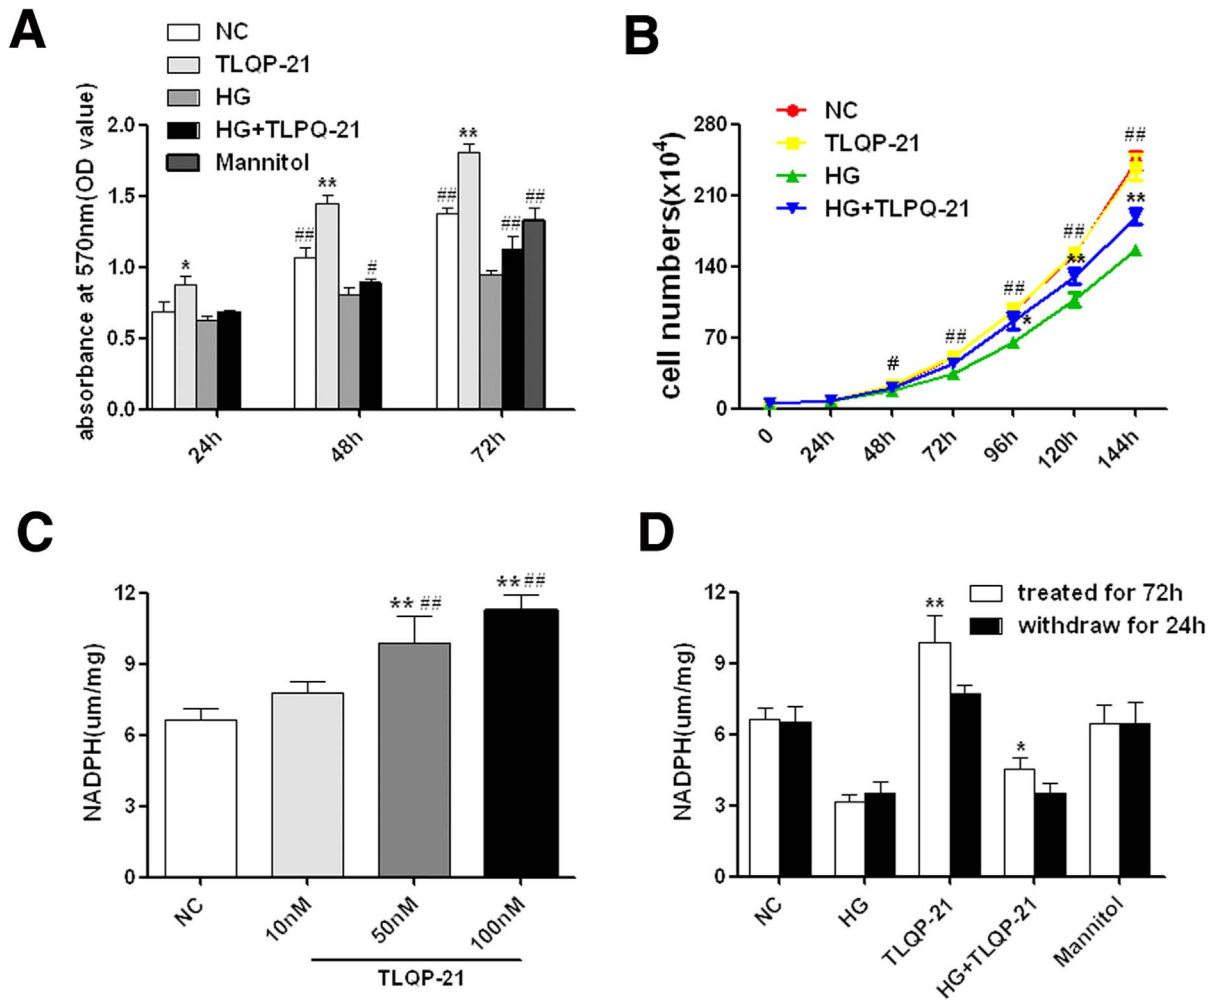 A
NC
TLQP-21
HG
HG+TLPQ-21
Mannitol
absorbance at 570nm(OD value)
2.0
1.5
1.0
0.5
0.0
*
##
**
#
##
**
##
##
24h
48h
72h
B
NC
TLQP-21
HG
HG+TLPQ-21
cell numbers(x10⁴)
280
210
140
70
0
#
##
##
*
##
**
##
**
0
24h
48h
72h
96h
120h
144h
C
NADPH(um/mg)
12
9
6
3
0
** ##
** ##
NC
10nM
50nM
100nM
TLQP-21
D
treated for 72h
withdraw for 24h
NADPH(um/mg)
12
9
6
3
0
**
*
NC
HG
TLQP-21
HG+TLQP-21
Mannitol